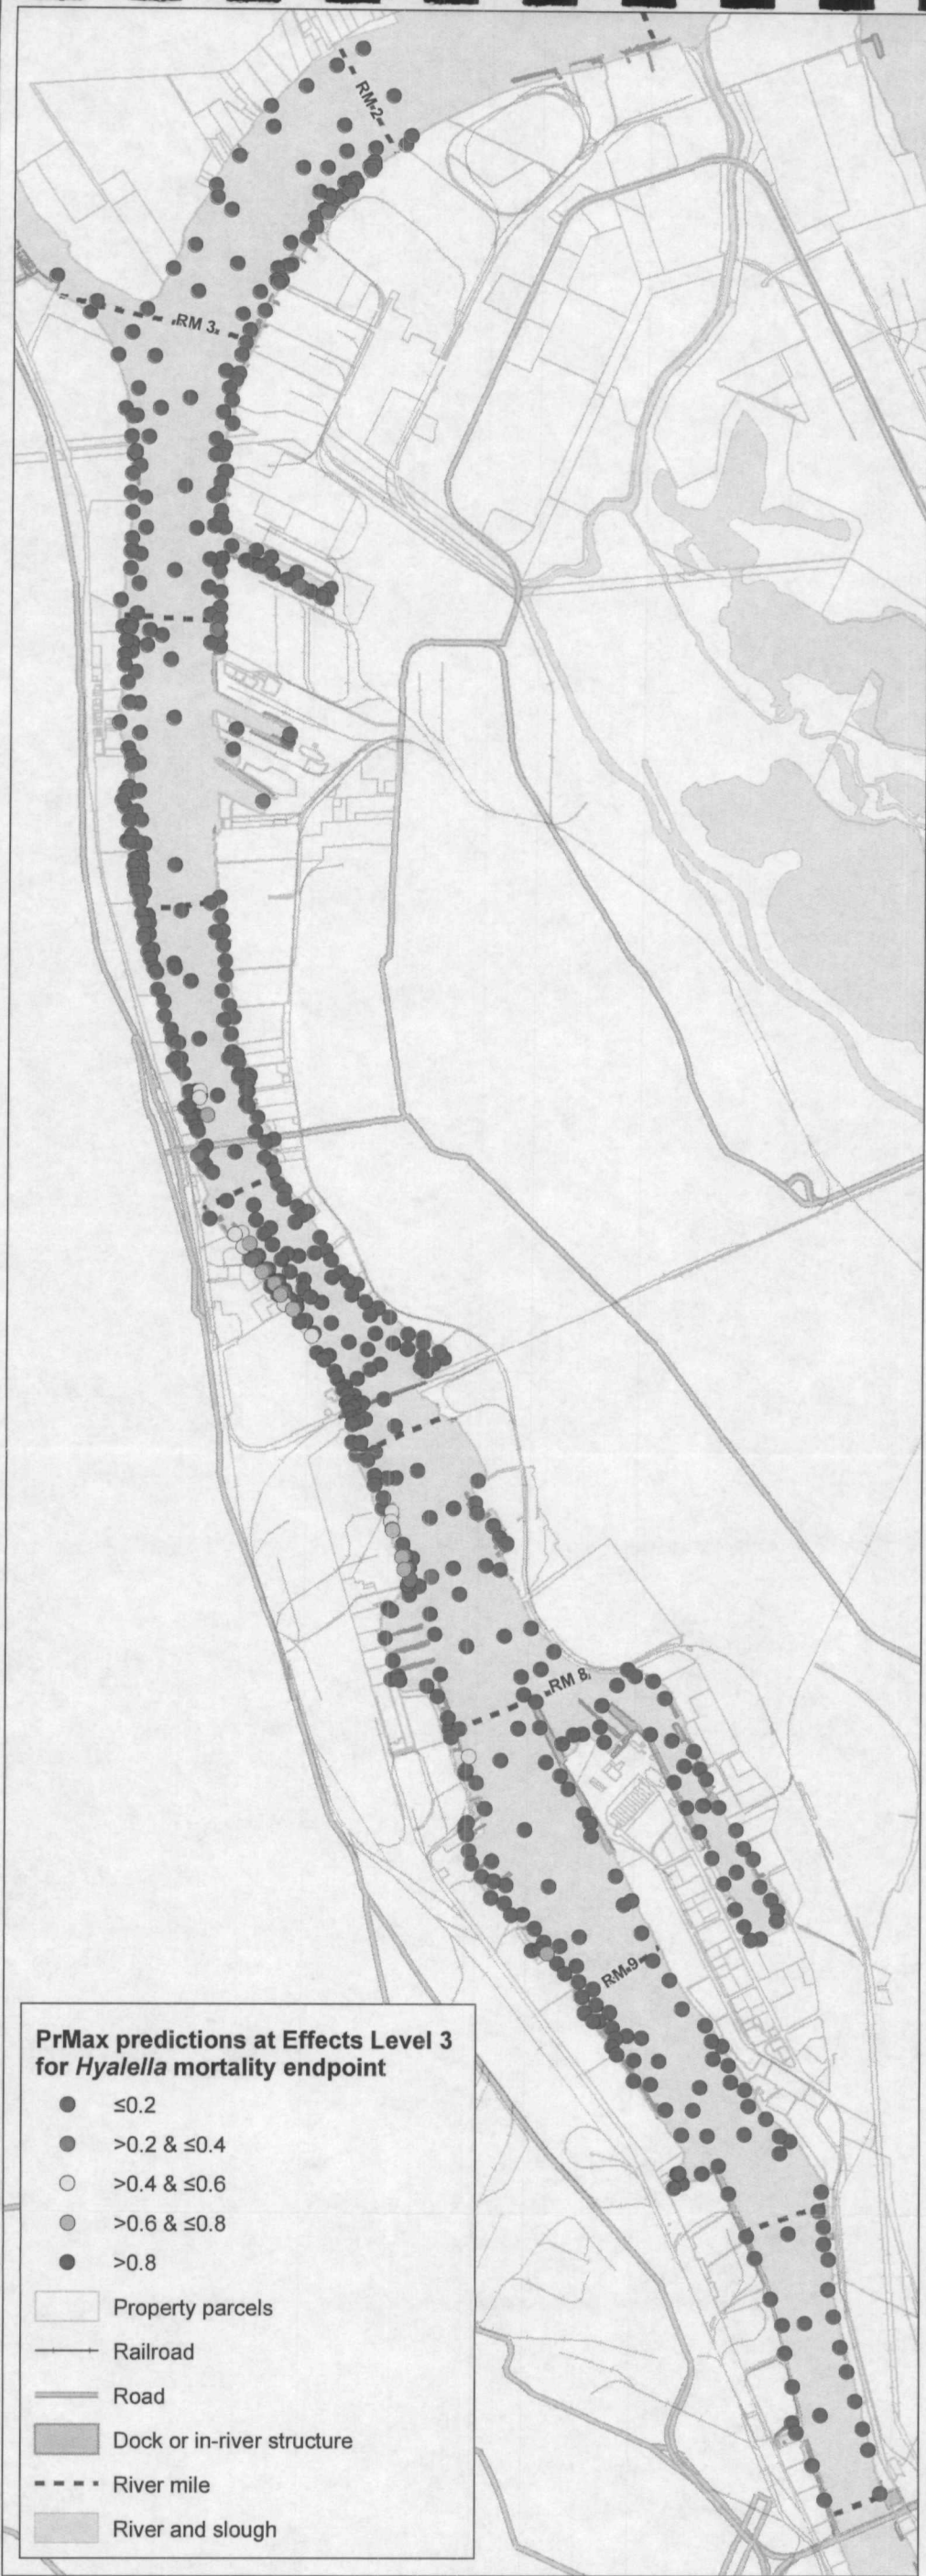 RM 2
RM 3
RM 8
RM 9
PrMax predictions at Effects Level 3
for Hyalella mortality endpoint
≤0.2
>0.2 & ≤0.4
>0.4 & ≤0.6
>0.6 & ≤0.8
>0.8
Property parcels
Railroad
Road
Dock or in-river structure
River mile
River and slough